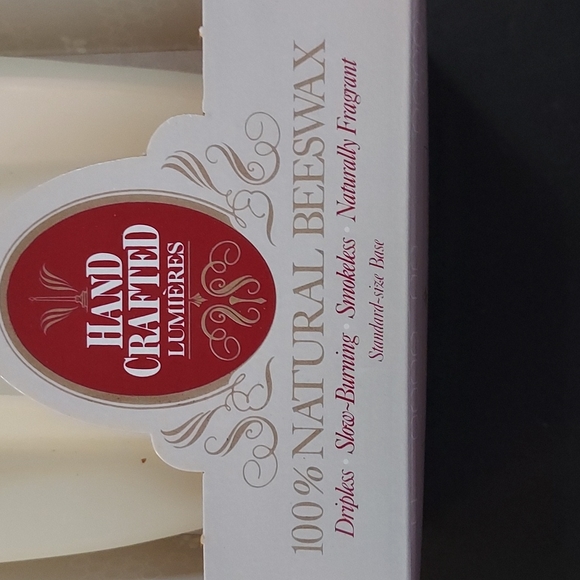 HAND
CRAFTED
LUMIÈRES
100% NATURAL BEESWAX
Dripless • Slow-Burning • Smokeless • Naturally Fragrant
Standard-size Base